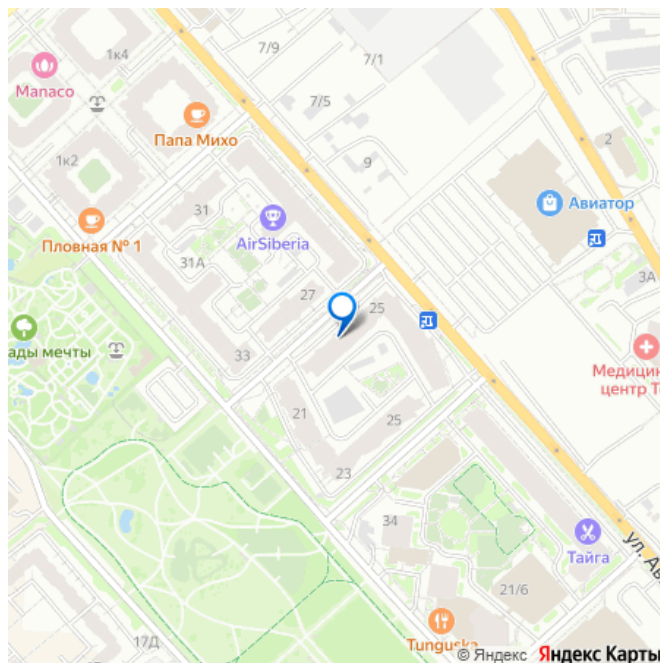 1к4
7/9
7/1
Manaco
7/5
Папа Михо
2
9
1к2
31
Авиатор
AirSiberia
Пловная № 1
31А
3А
27
25
ады мечты
33
Медицин
центр Т
21
25
23
34
ул. Ав
Тайга
21/6
Tunguska
17Д
© Яндекс Яндекс Карты